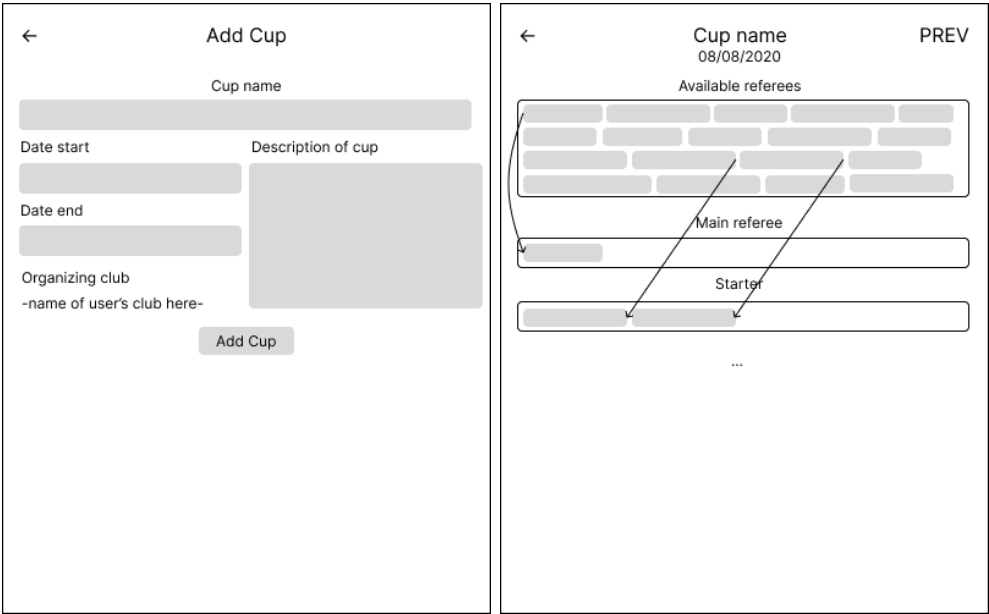 ← Add Cup
Cup name
Date start
Description of cup
Date end
Organizing club
-name of user's club here-
Add Cup
← Cup name PREV
08/08/2020
Available referees
Main referee
Starter
...